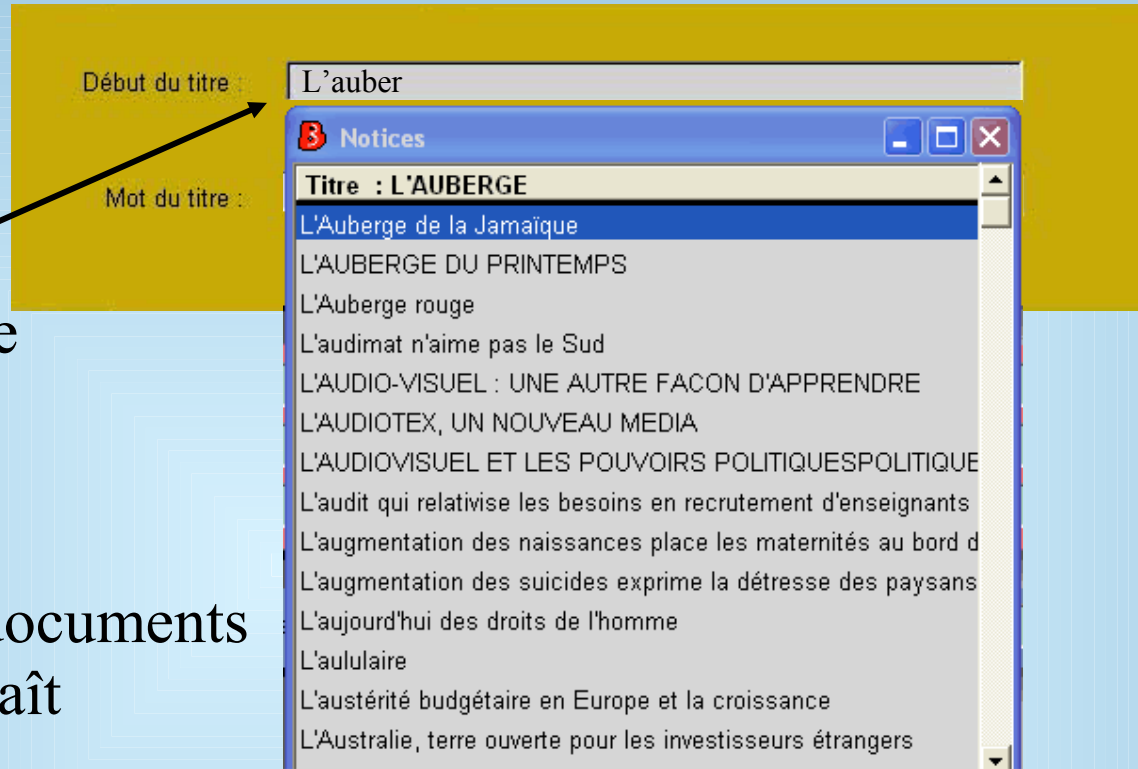 Début du titre :
L’auber
Notices
Mot du titre :
Titre : L'AUBERGE
L'Auberge de la Jamaïque
L'AUBERGE DU PRINTEMPS
L'Auberge rouge
L'audimat n'aime pas le Sud
L'AUDIO-VISUEL : UNE AUTRE FACON D'APPRENDRE
L'AUDIOTEX, UN NOUVEAU MEDIA
L'AUDIOVISUEL ET LES POUVOIRS POLITIQUESPOLITIQUE
L'audit qui relativise les besoins en recrutement d'enseignants
L'augmentation des naissances place les maternités au bord d
L'augmentation des suicides exprime la détresse des paysans
L'aujourd'hui des droits de l'homme
L'aululaire
L'austérité budgétaire en Europe et la croissance
L'Australie, terre ouverte pour les investisseurs étrangers
e
documents
aît